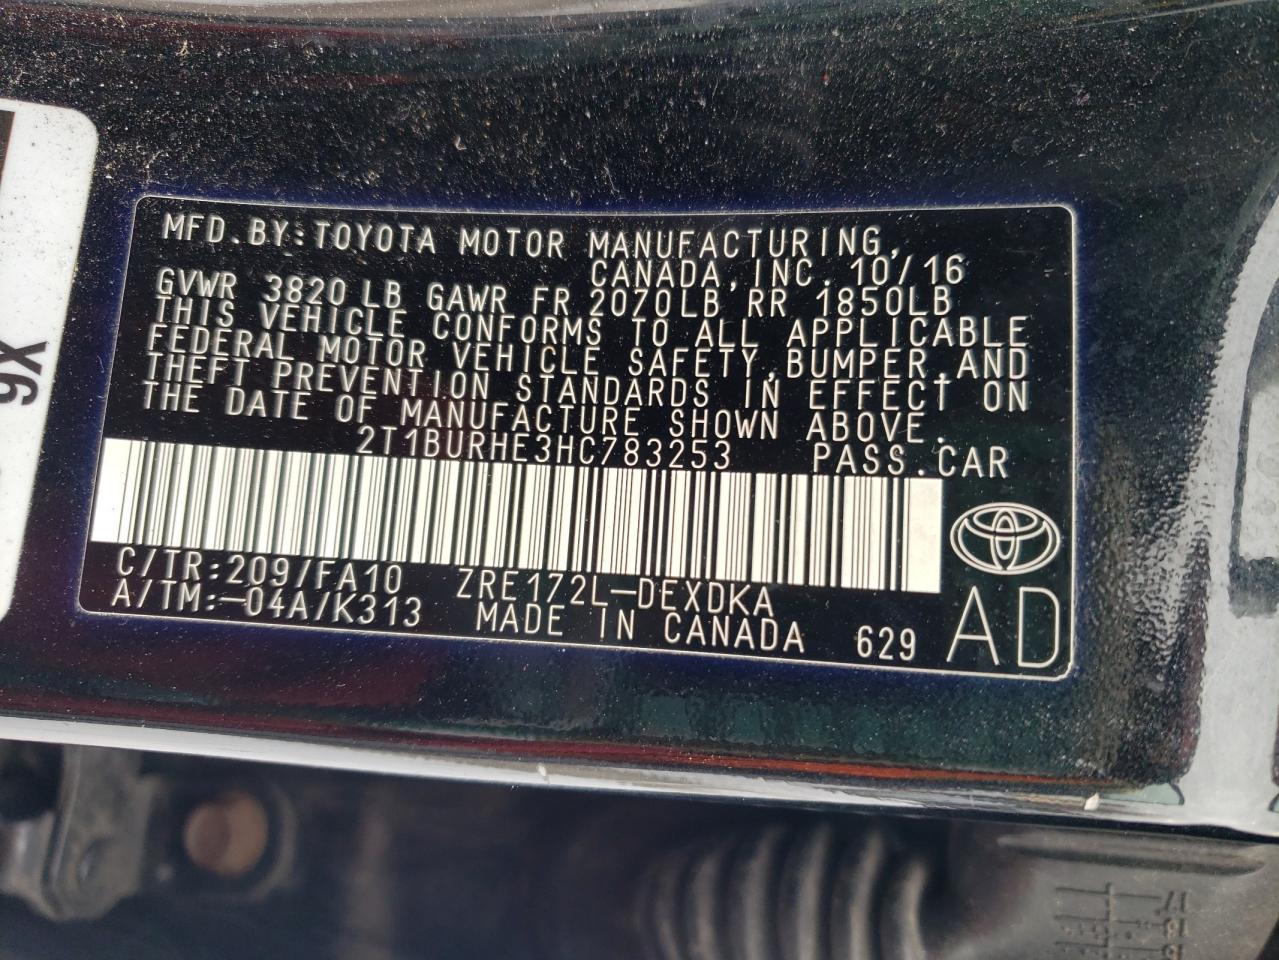 MFD.BY:TOYOTA MOTOR MANUFACTURING,
CANADA,INC. 10/16
GVWR 3820 LB GAWR FR 2070LB RR 1850LB
THIS VEHICLE CONFORMS TO ALL APPLICABLE
FEDERAL MOTOR VEHICLE SAFETY,BUMPER,AND
THEFT PREVENTION STANDARDS IN EFFECT ON
THE DATE OF MANUFACTURE SHOWN ABOVE.
2T1BURHE3HC783253 PASS.CAR
C/TR:209/FA10 ZRE172L-DEXDKA
A/TM:-04A/K313 MADE IN CANADA 629 AD